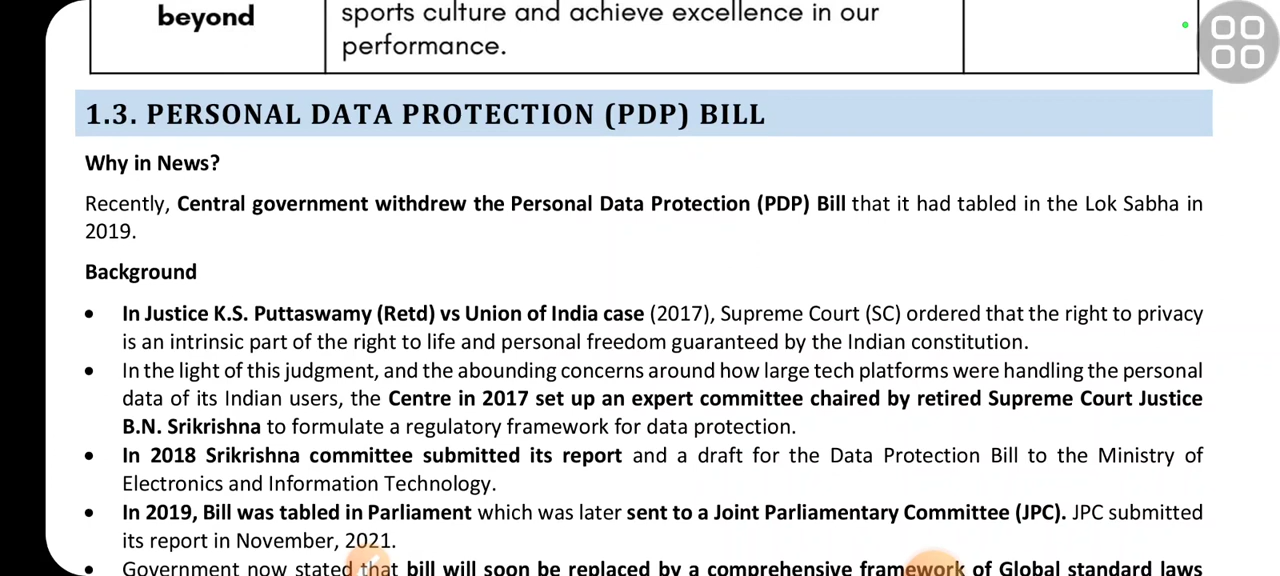 beyond
sports culture and achieve excellence in our
performance.
1.3. PERSONAL DATA PROTECTION (PDP) BILL
Why in News?
Recently, Central government withdrew the Personal Data Protection (PDP) Bill that it had tabled in the Lok Sabha in
2019.
Background
• In Justice K.S. Puttaswamy (Retd) vs Union of India case (2017), Supreme Court (SC) ordered that the right to privacy
is an intrinsic part of the right to life and personal freedom guaranteed by the Indian constitution.
• In the light of this judgment, and the abounding concerns around how large tech platforms were handling the personal
data of its Indian users, the Centre in 2017 set up an expert committee chaired by retired Supreme Court Justice
B.N. Srikrishna to formulate a regulatory framework for data protection.
• In 2018 Srikrishna committee submitted its report and a draft for the Data Protection Bill to the Ministry of
Electronics and Information Technology.
• In 2019, Bill was tabled in Parliament which was later sent to a Joint Parliamentary Committee (JPC). JPC submitted
its report in November, 2021.
• Government now stated that bill will soon be replaced by a comprehensive framework of Global standard laws